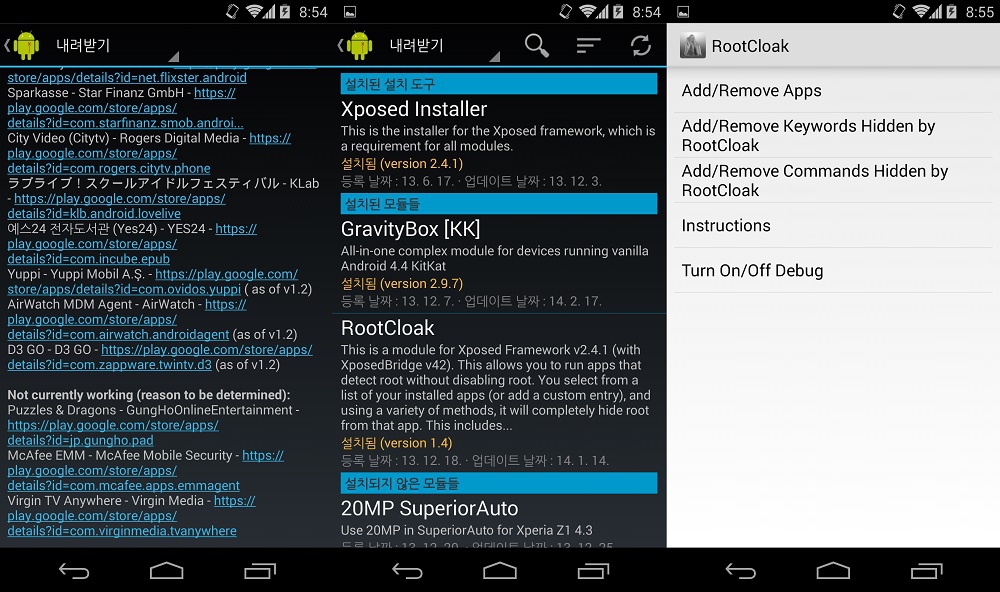 8:54
내려받기
store/apps/details?id=net.flixster.android
Sparkasse - Star Finanz GmbH - https://
play.google.com/store/apps/
details?id=com.starfinanz.smob.androi...
City Video (Citytv) - Rogers Digital Media - https://
play.google.com/store/apps/
details?id=com.rogers.citytv.phone
ラブライブ！スクールアイドルフェスティバル - KLab
- https://play.google.com/store/apps/
details?id=klb.android.lovelive
예스24 전자도서관 (Yes24) - YES24 - https://
play.google.com/store/apps/
details?id=com.incube.epub
Yuppi - Yuppi Mobil A.Ş. - https://play.google.com/
store/apps/details?id=com.ovidos.yuppi ( as of v1.2)
AirWatch MDM Agent - AirWatch - https://
play.google.com/store/apps/
details?id=com.airwatch.androidagent (as of v1.2)
D3 GO - D3 GO - https://play.google.com/store/apps/
details?id=com.zappware.twintv.d3 (as of v1.2)
Not currently working (reason to be determined):
Puzzles & Dragons - GungHoOnlineEntertainment -
https://play.google.com/store/apps/
details?id=jp.gungho.pad
McAfee EMM - McAfee Mobile Security - https://
play.google.com/store/apps/
details?id=com.mcafee.apps.emmagent
Virgin TV Anywhere - Virgin Media - https://
play.google.com/store/apps/
details?id=com.virginmedia.tvanywhere
8:54
내려받기
설치된 설치 도구
Xposed Installer
This is the installer for the Xposed framework, which is
a requirement for all modules.
설치됨 (version 2.4.1)
등록 날짜 : 13. 6. 17. · 업데이트 날짜 : 13. 12. 3.
설치된 모듈들
GravityBox [KK]
All-in-one complex module for devices running vanilla
Android 4.4 KitKat
설치됨 (version 2.9.7)
등록 날짜 : 13. 12. 7. · 업데이트 날짜 : 14. 2. 17.
RootCloak
This is a module for Xposed Framework v2.4.1 (with
XposedBridge v42). This allows you to run apps that
detect root without disabling root. You select from a
list of your installed apps (or add a custom entry), and
using a variety of methods, it will completely hide root
from that app. This includes...
설치됨 (version 1.4)
등록 날짜 : 13. 12. 18. · 업데이트 날짜 : 14. 1. 14.
설치되지 않은 모듈들
20MP SuperiorAuto
Use 20MP in SuperiorAuto for Xperia Z1 4.3
등록 날짜 : 13. 12. 20. · 업데이트 날짜 : 13. 12. 25.
8:55
RootCloak
Add/Remove Apps
Add/Remove Keywords Hidden by
RootCloak
Add/Remove Commands Hidden by
RootCloak
Instructions
Turn On/Off Debug